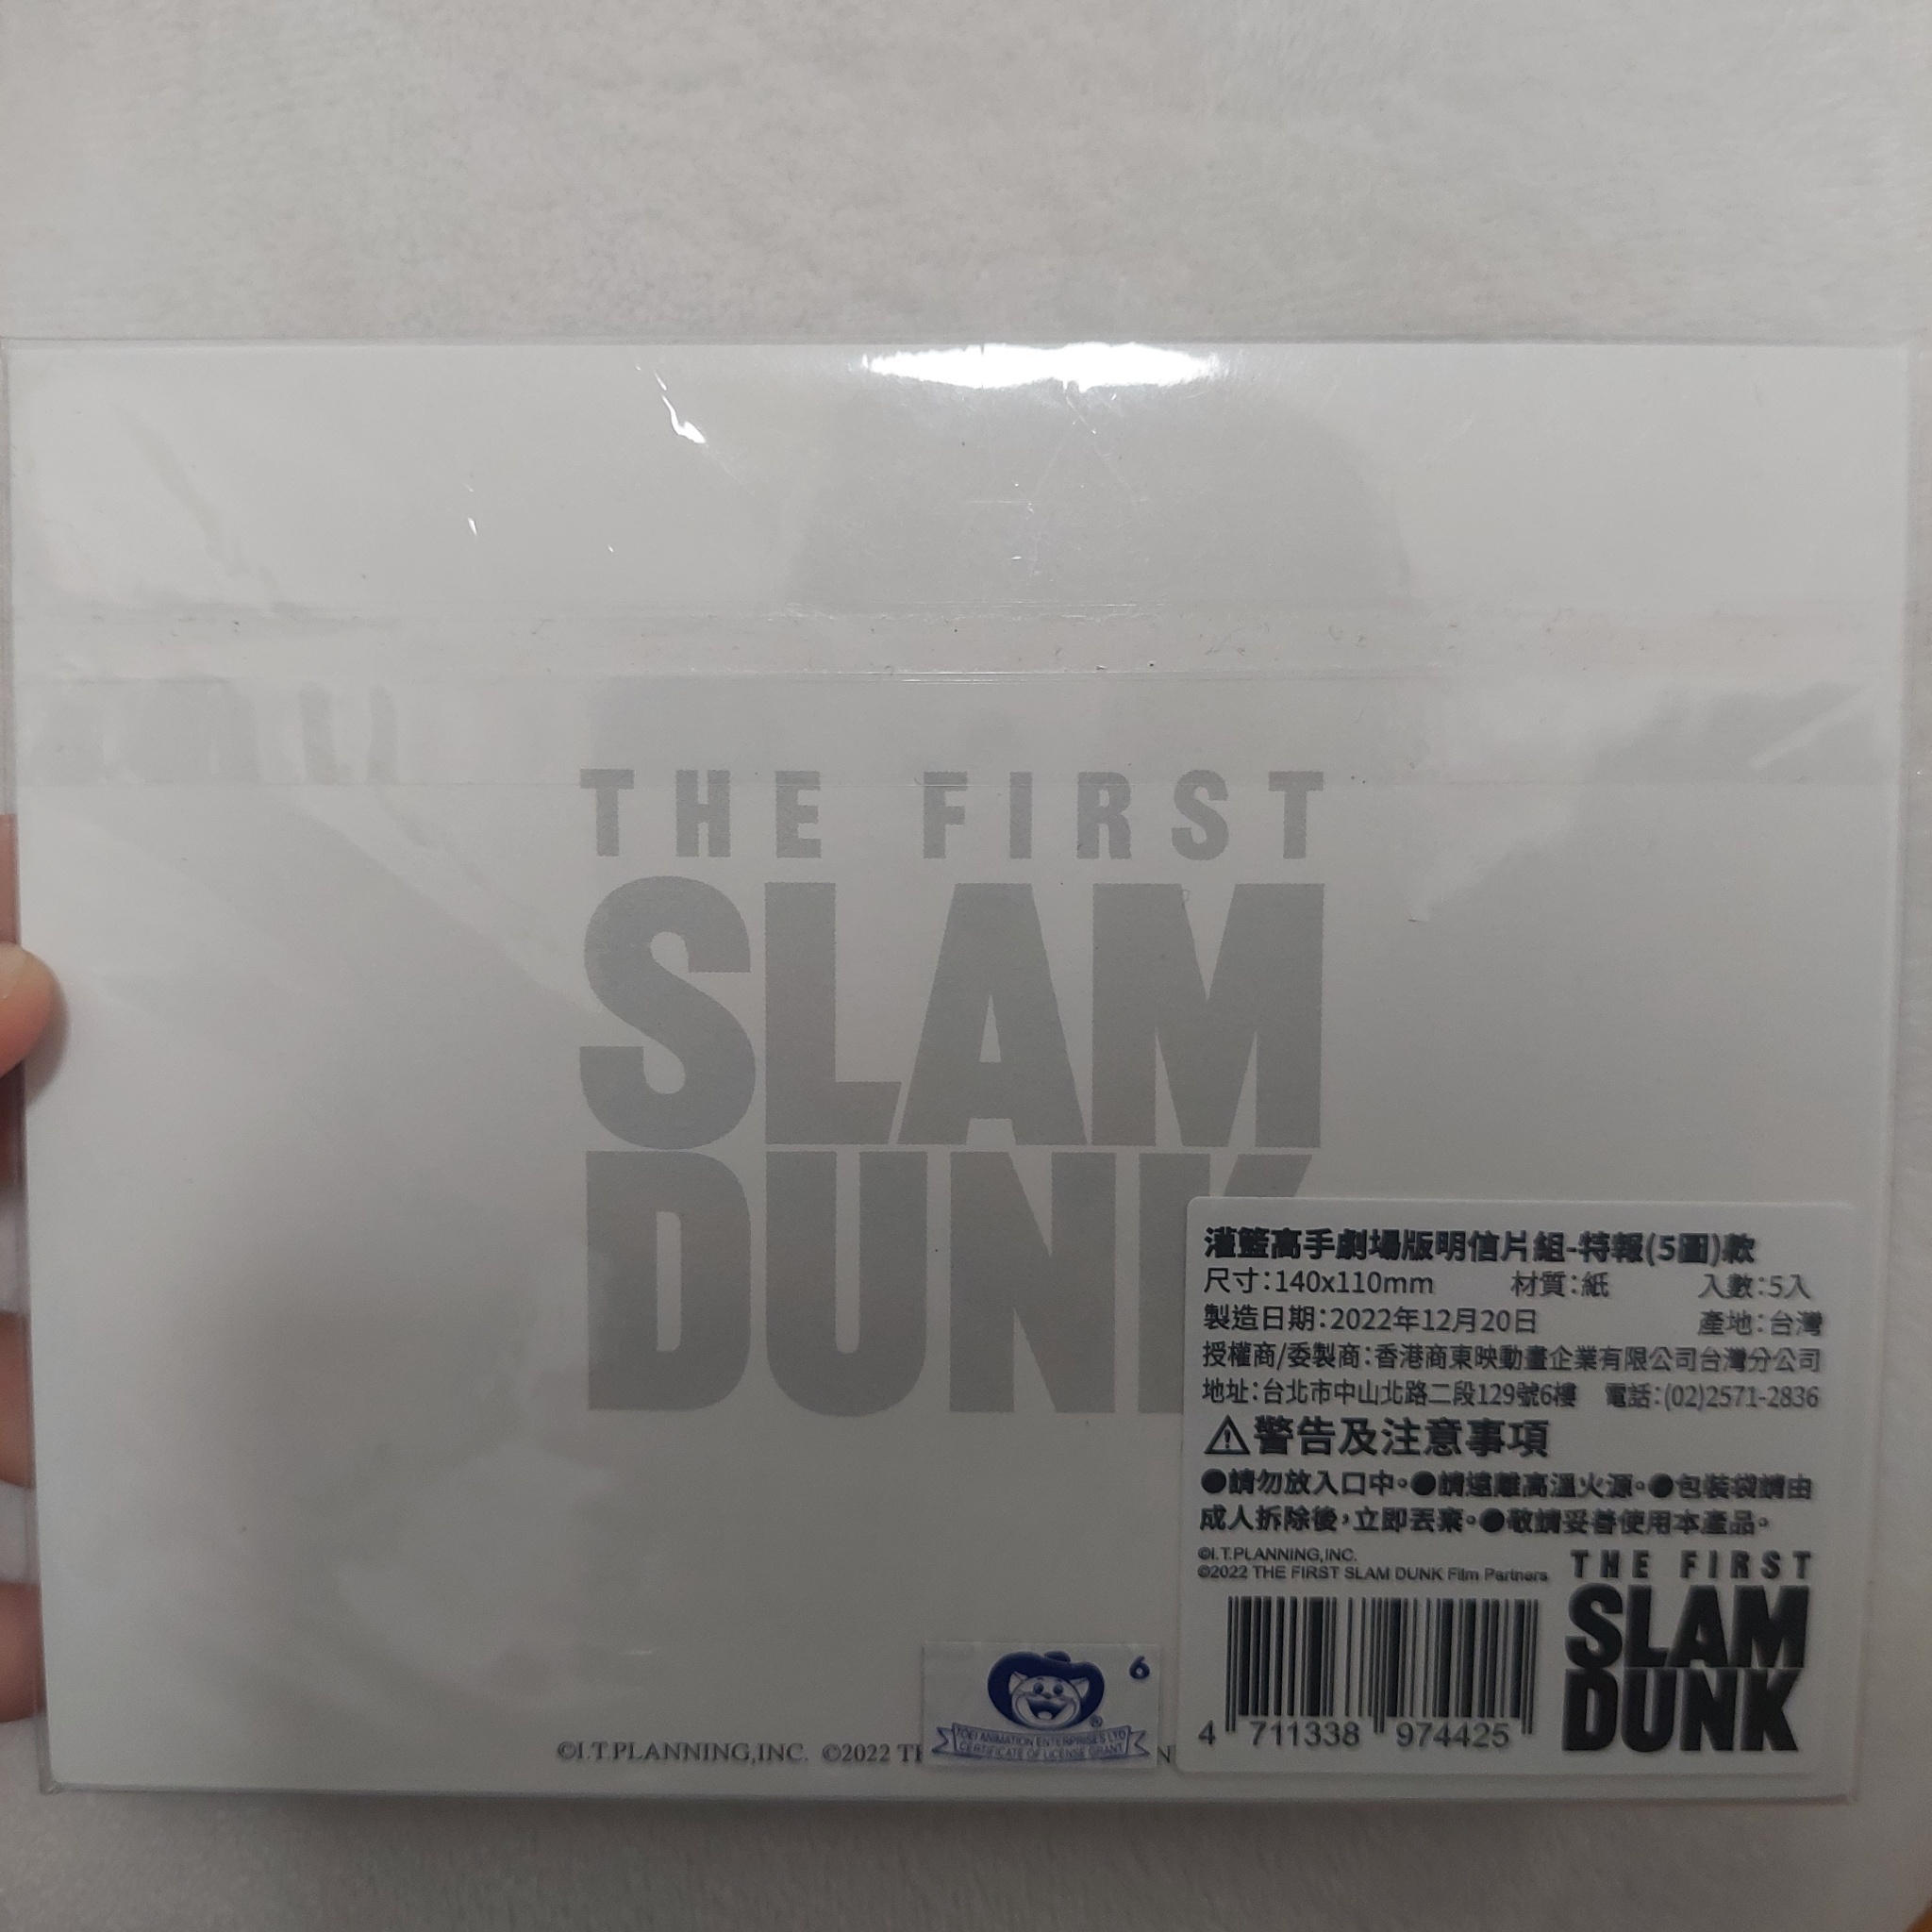 THE FIRST
SLAM
DUNK
灌籃高手劇場版明信片組-特報(5圖)款
尺寸:140x110mm 材質:紙 入數:5入
製造日期:2022年12月20日 產地:台灣
授權商/委製商:香港商東映動畫企業有限公司台灣分公司
地址:台北市中山北路二段129號6樓 電話:(02)2571-2836
⚠警告及注意事項
●請勿放入口中。●請遠離高溫火源。●包裝袋請由
成人拆除後，立即丟棄。●敬請妥善使用本產品。
©I.T.PLANNING,INC.
©2022 THE FIRST SLAM DUNK Film Partners
THE FIRST
SLAM
DUNK
4 711338 974425
6
®
TOEI ANIMATION ENTERPRISES LTD
CERTIFICATE OF LICENSE GRANT
©I.T.PLANNING,INC. ©2022